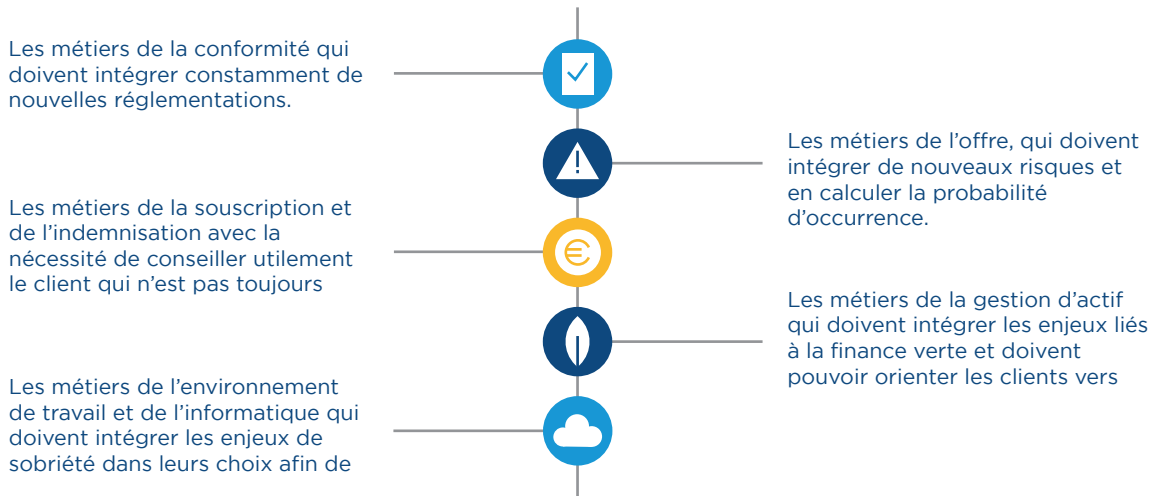 Les métiers de la conformité qui
doivent intégrer constamment de
nouvelles réglementations.
Les métiers de l'offre, qui doivent
intégrer de nouveaux risques et
en calculer la probabilité
d'occurrence.
Les métiers de la souscription et
de l'indemnisation avec la
nécessité de conseiller utilement
le client qui n'est pas toujours
Les métiers de la gestion d'actif
qui doivent intégrer les enjeux liés
à la finance verte et doivent
pouvoir orienter les clients vers
Les métiers de l'environnement
de travail et de l'informatique qui
doivent intégrer les enjeux de
sobriété dans leurs choix afin de